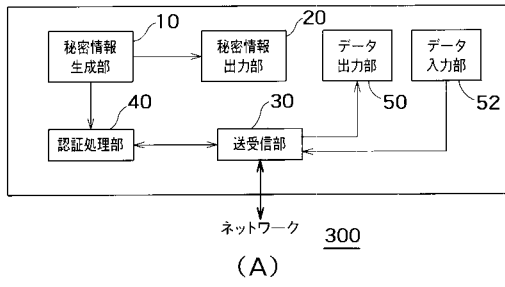 10
20
秘密情報
生成部
秘密情報
出力部
データ
出力部
データ
入力部
40
30
50
52
認証処理部
送受信部
ネットワーク
300
(A)